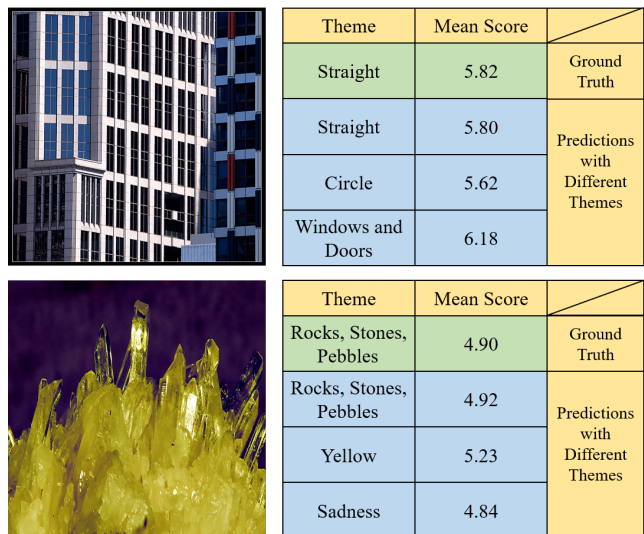 Theme Mean Score
Straight 5.82 Ground Truth
Straight 5.80 Predictions with Different Themes
Circle 5.62
Windows and Doors 6.18
Theme Mean Score
Rocks, Stones, Pebbles 4.90 Ground Truth
Rocks, Stones, Pebbles 4.92 Predictions with Different Themes
Yellow 5.23
Sadness 4.84